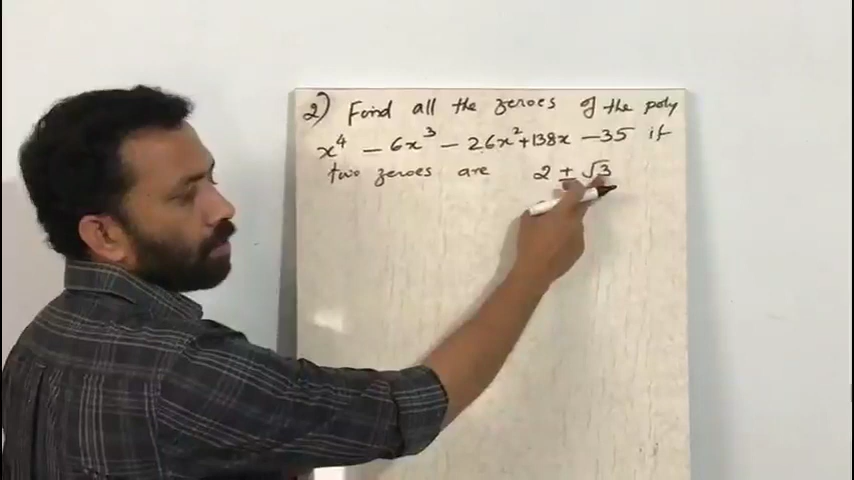 2) Find all the zeroes of the poly
x⁴ – 6x³ – 26x² + 138x – 35 if
two zeroes are 2 ± √3